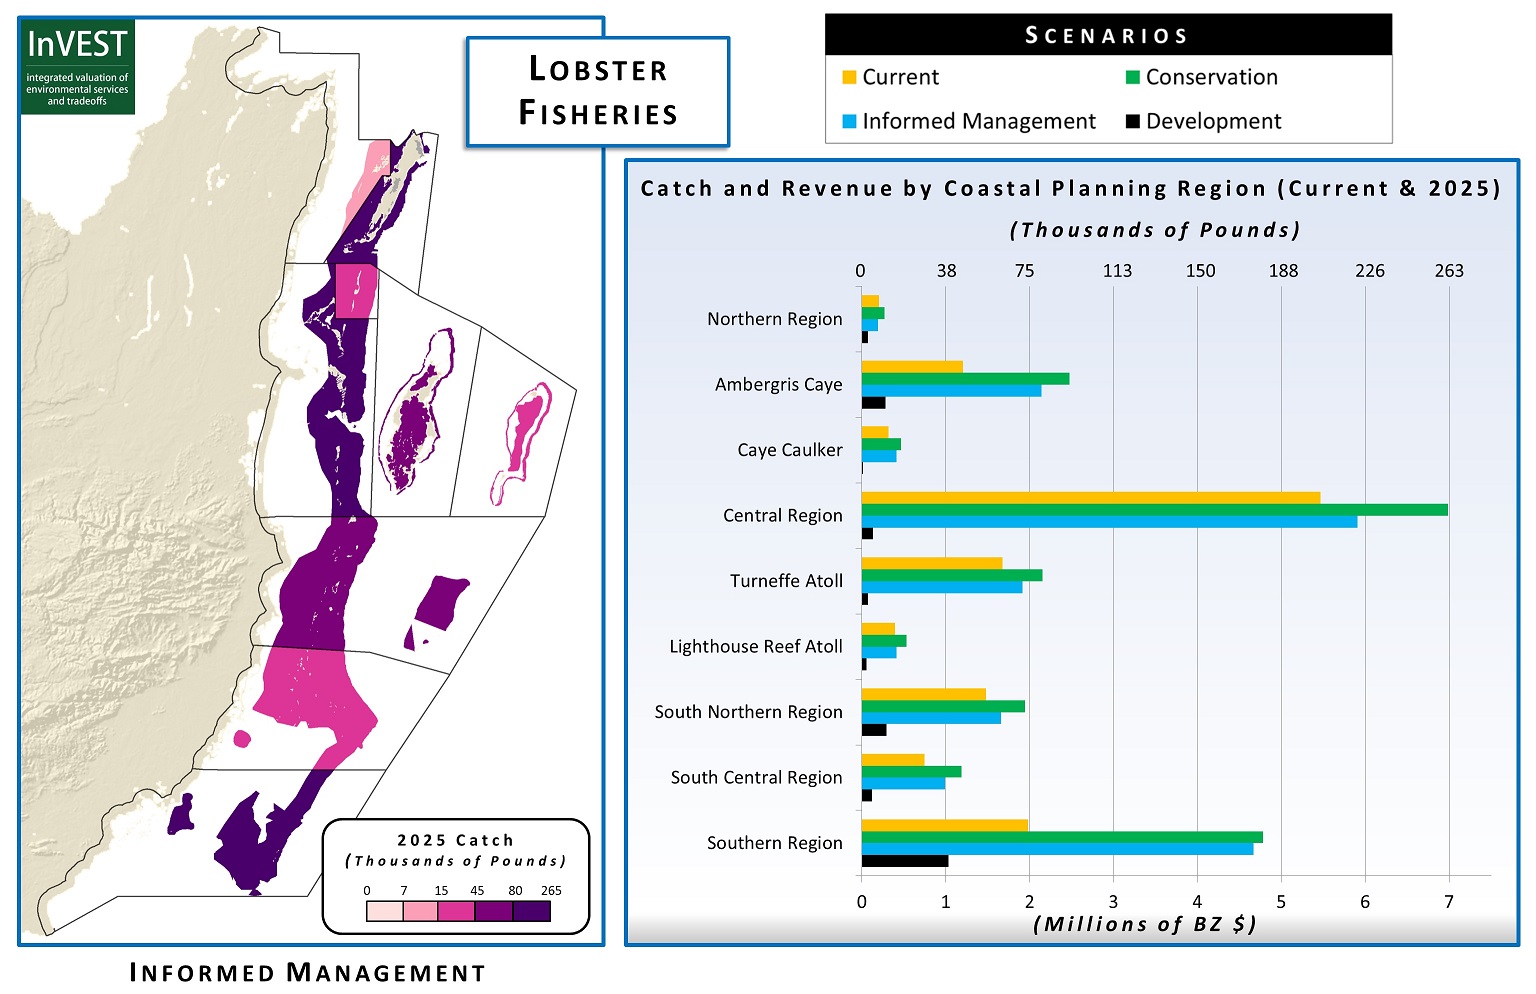 InVEST
integrated valuation of
environmental services
and tradeoffs
LOBSTER
FISHERIES
SCENARIOS
Current
Conservation
Informed Management
Development
Catch and Revenue by Coastal Planning Region (Current & 2025)
(Thousands of Pounds)
0 38 75 113 150 188 226 263
Northern Region
Ambergris Caye
Caye Caulker
Central Region
Turneffe Atoll
Lighthouse Reef Atoll
South Northern Region
South Central Region
Southern Region
0 1 2 3 4 5 6 7
(Millions of BZ $)
2025 Catch
(Thousands of Pounds)
0 7 15 45 80 265
INFORMED MANAGEMENT